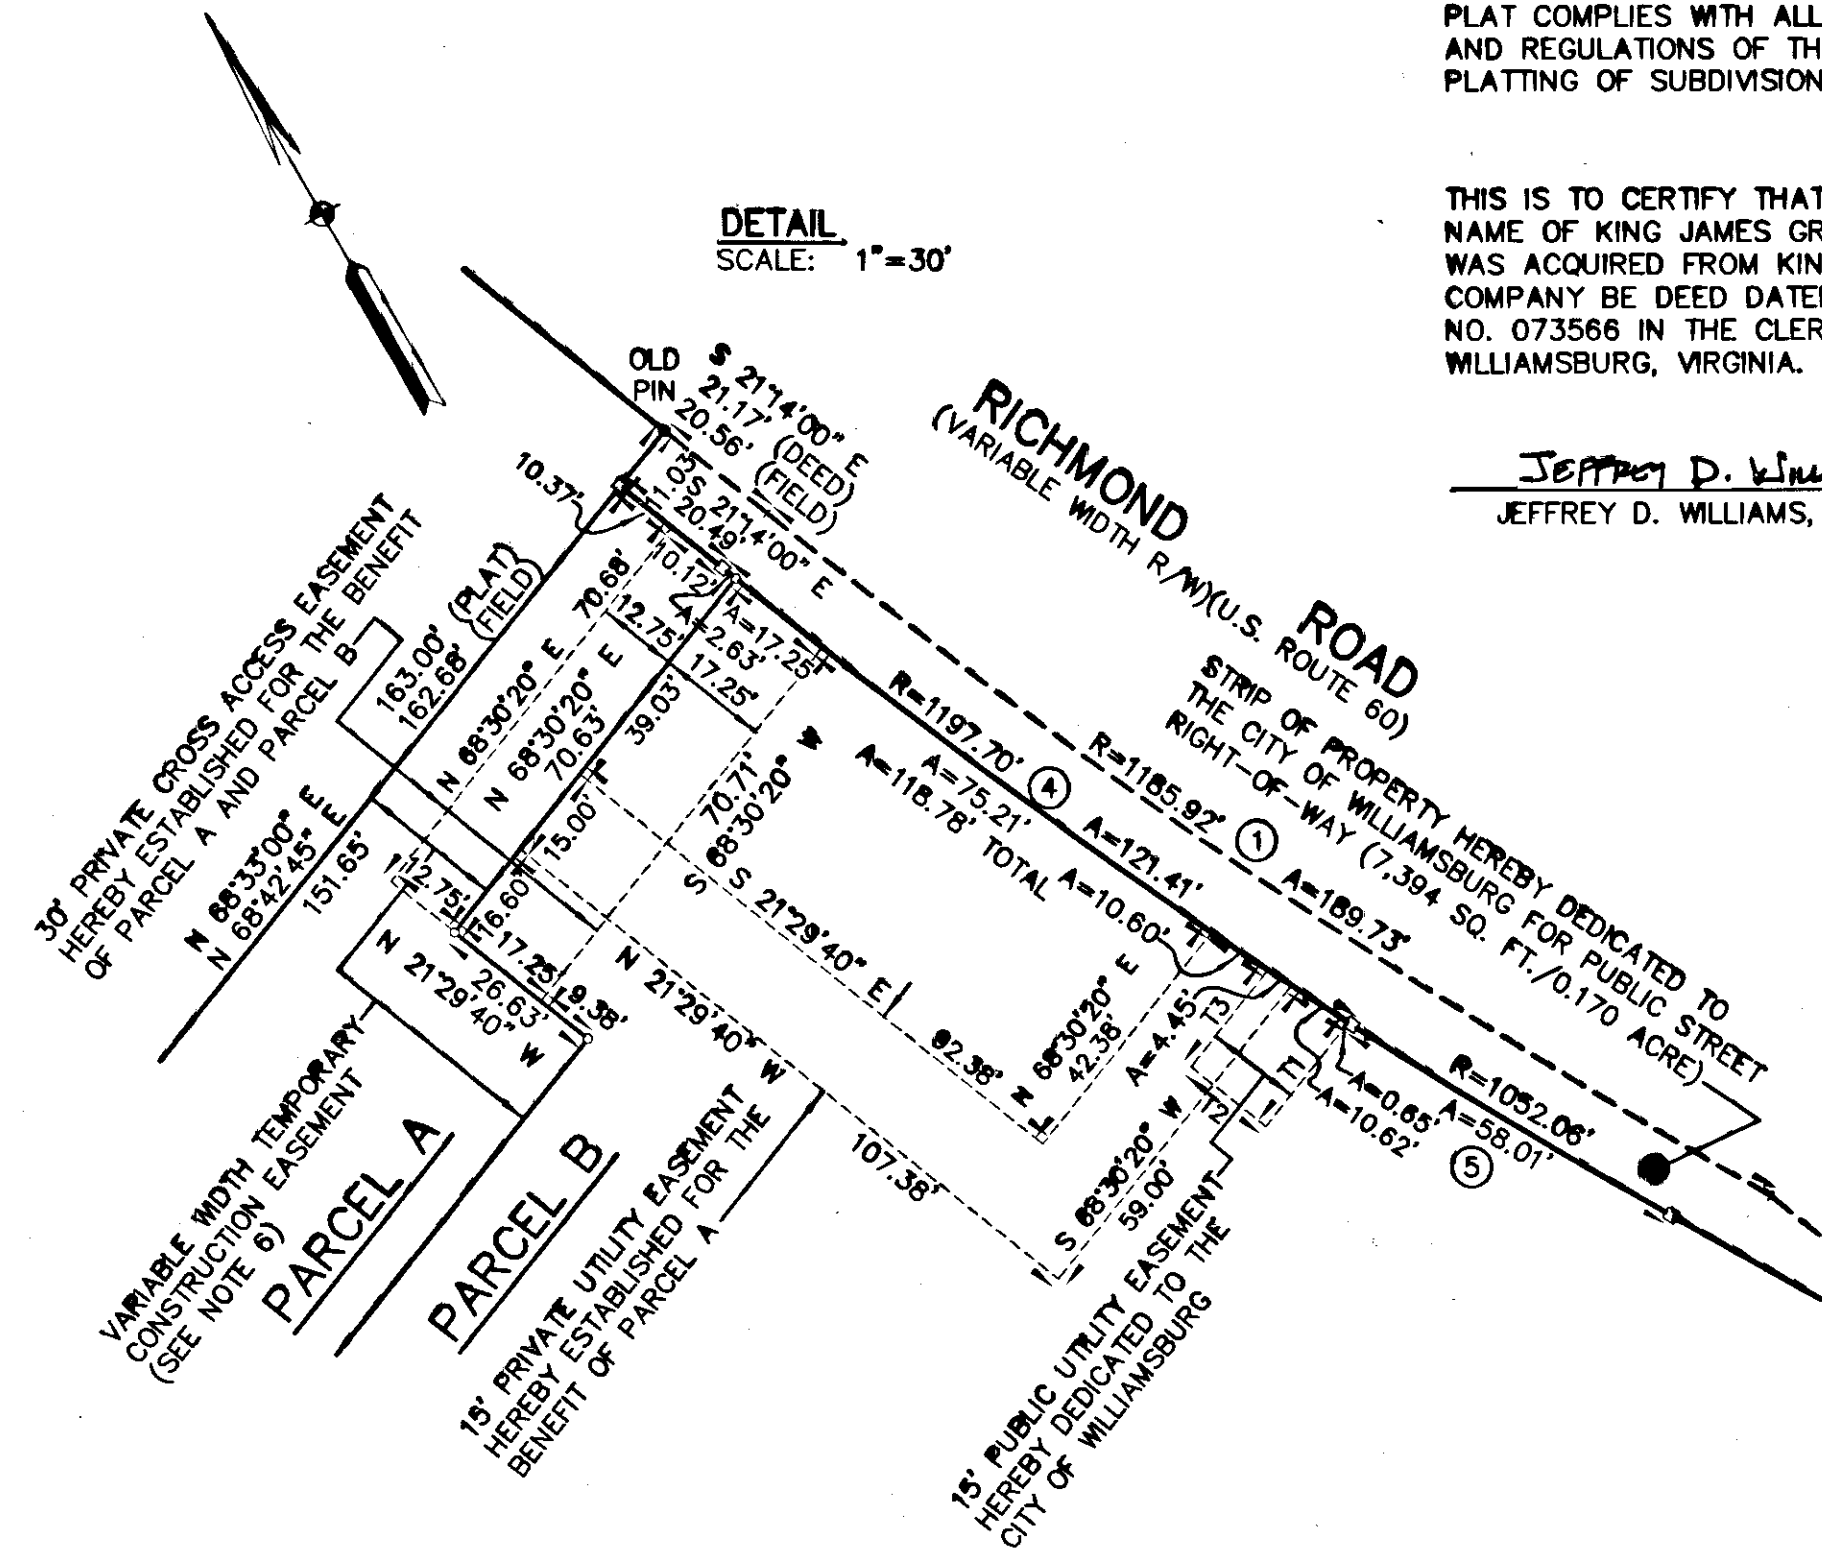 PLAT COMPLIES WITH ALL
AND REGULATIONS OF TH
PLATTING OF SUBDIVISION
THIS IS TO CERTIFY THAT
NAME OF KING JAMES GR
WAS ACQUIRED FROM KIN
COMPANY BE DEED DATE
NO. 073566 IN THE CLER
WILLIAMSBURG, VIRGINIA.
JEFFREY D. WILL
JEFFREY D. WILLIAMS,
DETAIL
SCALE: 1"=30'
OLD
PIN
S 21°14'00" E
21.17' (DEED)
20.56' (FIELD)
S 21°14'00" E
20.49'
10.37'
10.12'
A=2.63'
A=17.25'
12.75'
17.25'
70.68'
N 68°30'20" E
N 68°30'20" E
70.63'
39.03'
15.00'
16.60'
70.71'
S 68°30'20" W
163.00' (PLAT)
162.68' (FIELD)
N 68°33'00" E
N 68°42'45" E
151.65'
12.75'
17.25'
9.38'
26.63'
N 21°29'40" W
RICHMOND
ROAD
(VARIABLE WIDTH R/W)(U.S. ROUTE 60)
STRIP OF PROPERTY HEREBY DEDICATED TO
THE CITY OF WILLIAMSBURG FOR PUBLIC STREET
RIGHT-OF-WAY (7,394 SQ. FT./0.170 ACRE)
R=1185.92' 1 A=189.73'
R=1197.70' 4 A=121.41'
A=75.21'
A=118.78' TOTAL
A=10.60'
S 21°29'40" E
92.38'
N 68°30'20" E
42.38'
A=4.45'
T3
T1
T2
A=0.65'
A=10.62'
R=1052.06'
A=58.01'
5
N 21°29'40" W
107.38'
S 68°30'20" W
59.00'
30' PRIVATE CROSS ACCESS EASEMENT
HEREBY ESTABLISHED FOR THE BENEFIT
OF PARCEL A AND PARCEL B
VARIABLE WIDTH TEMPORARY
CONSTRUCTION EASEMENT
(SEE NOTE 6)
PARCEL A
PARCEL B
15' PRIVATE UTILITY EASEMENT
HEREBY ESTABLISHED FOR THE
BENEFIT OF PARCEL A
15' PUBLIC UTILITY EASEMENT
HEREBY DEDICATED TO THE
CITY OF WILLIAMSBURG